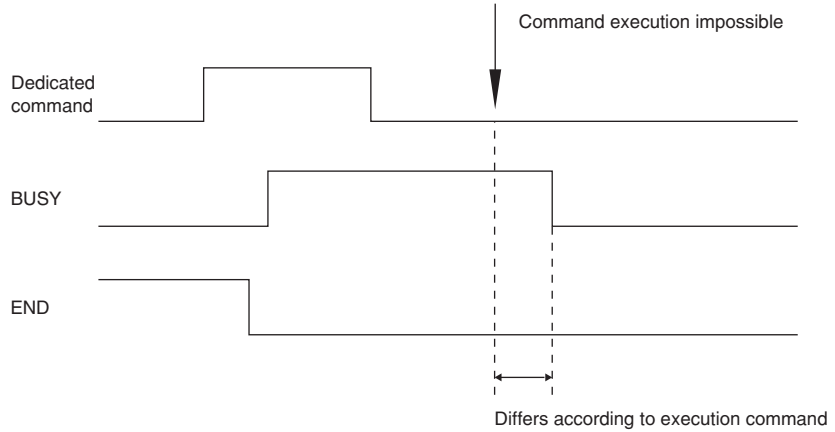 Command execution impossible
Dedicated
command
BUSY
END
Differs according to execution command